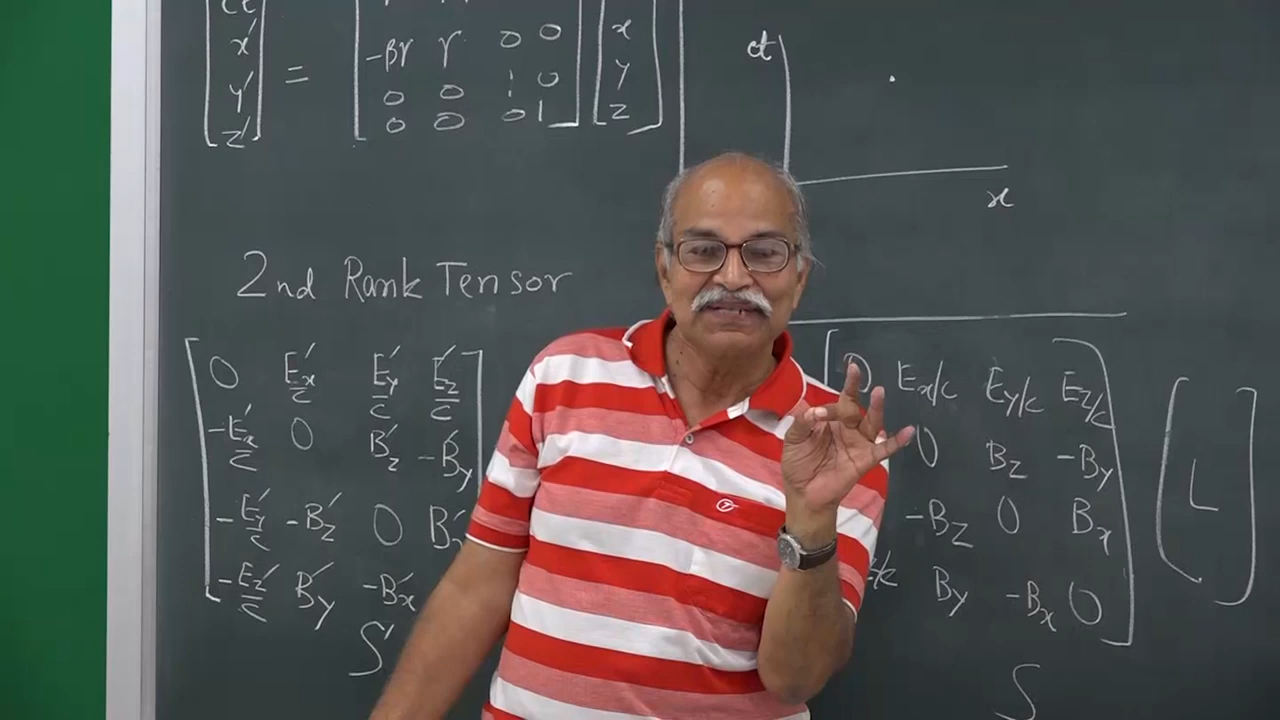 ct
x′ = -βγ γ 0 0 x
y′ 0 0 1 0 y
z′ 0 0 0 1 z
ct
x
2nd Rank Tensor
0 E′x/c E′y/c E′z/c
-E′x/c 0 B′z -B′y
-E′y/c -B′z 0 B′x
-E′z/c B′y -B′x
S′
0 Ex/c Ey/c Ez/c
0 Bz -By
-Bz 0 Bx
/c By -Bx 0
L
S